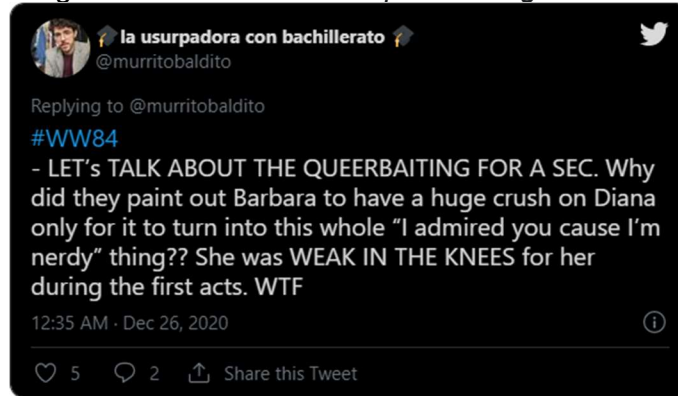 la usurpadora con bachillerato
@murritobaldito
Replying to @murritobaldito
#WW84
- LET's TALK ABOUT THE QUEERBAITING FOR A SEC. Why
did they paint out Barbara to have a huge crush on Diana
only for it to turn into this whole “I admired you cause I’m
nerdy” thing?? She was WEAK IN THE KNEES for her
during the first acts. WTF
12:35 AM · Dec 26, 2020
5
2
Share this Tweet